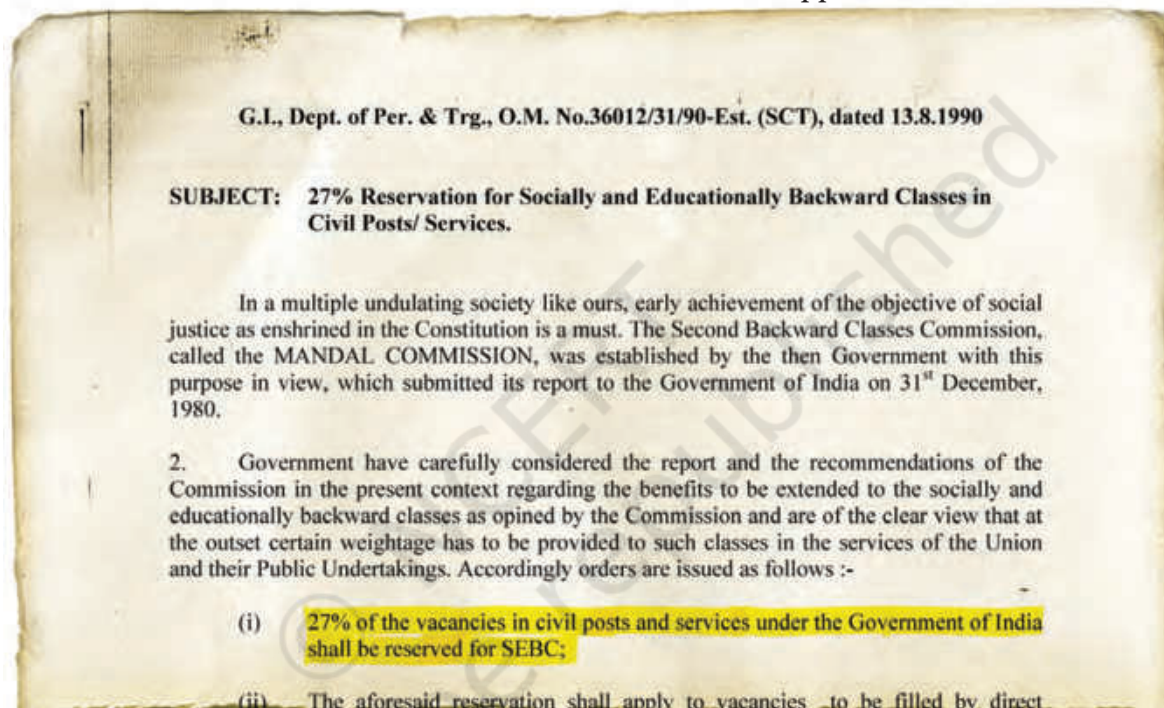 G.I., Dept. of Per. & Trg., O.M. No.36012/31/90-Est. (SCT), dated 13.8.1990
SUBJECT: 27% Reservation for Socially and Educationally Backward Classes in
Civil Posts/ Services.
In a multiple undulating society like ours, early achievement of the objective of social
justice as enshrined in the Constitution is a must. The Second Backward Classes Commission,
called the MANDAL COMMISSION, was established by the then Government with this
purpose in view, which submitted its report to the Government of India on 31st December,
1980.
2. Government have carefully considered the report and the recommendations of the
Commission in the present context regarding the benefits to be extended to the socially and
educationally backward classes as opined by the Commission and are of the clear view that at
the outset certain weightage has to be provided to such classes in the services of the Union
and their Public Undertakings. Accordingly orders are issued as follows :-
(i) 27% of the vacancies in civil posts and services under the Government of India
shall be reserved for SEBC;
(ii) The aforesaid reservation shall apply to vacancies to be filled by direct